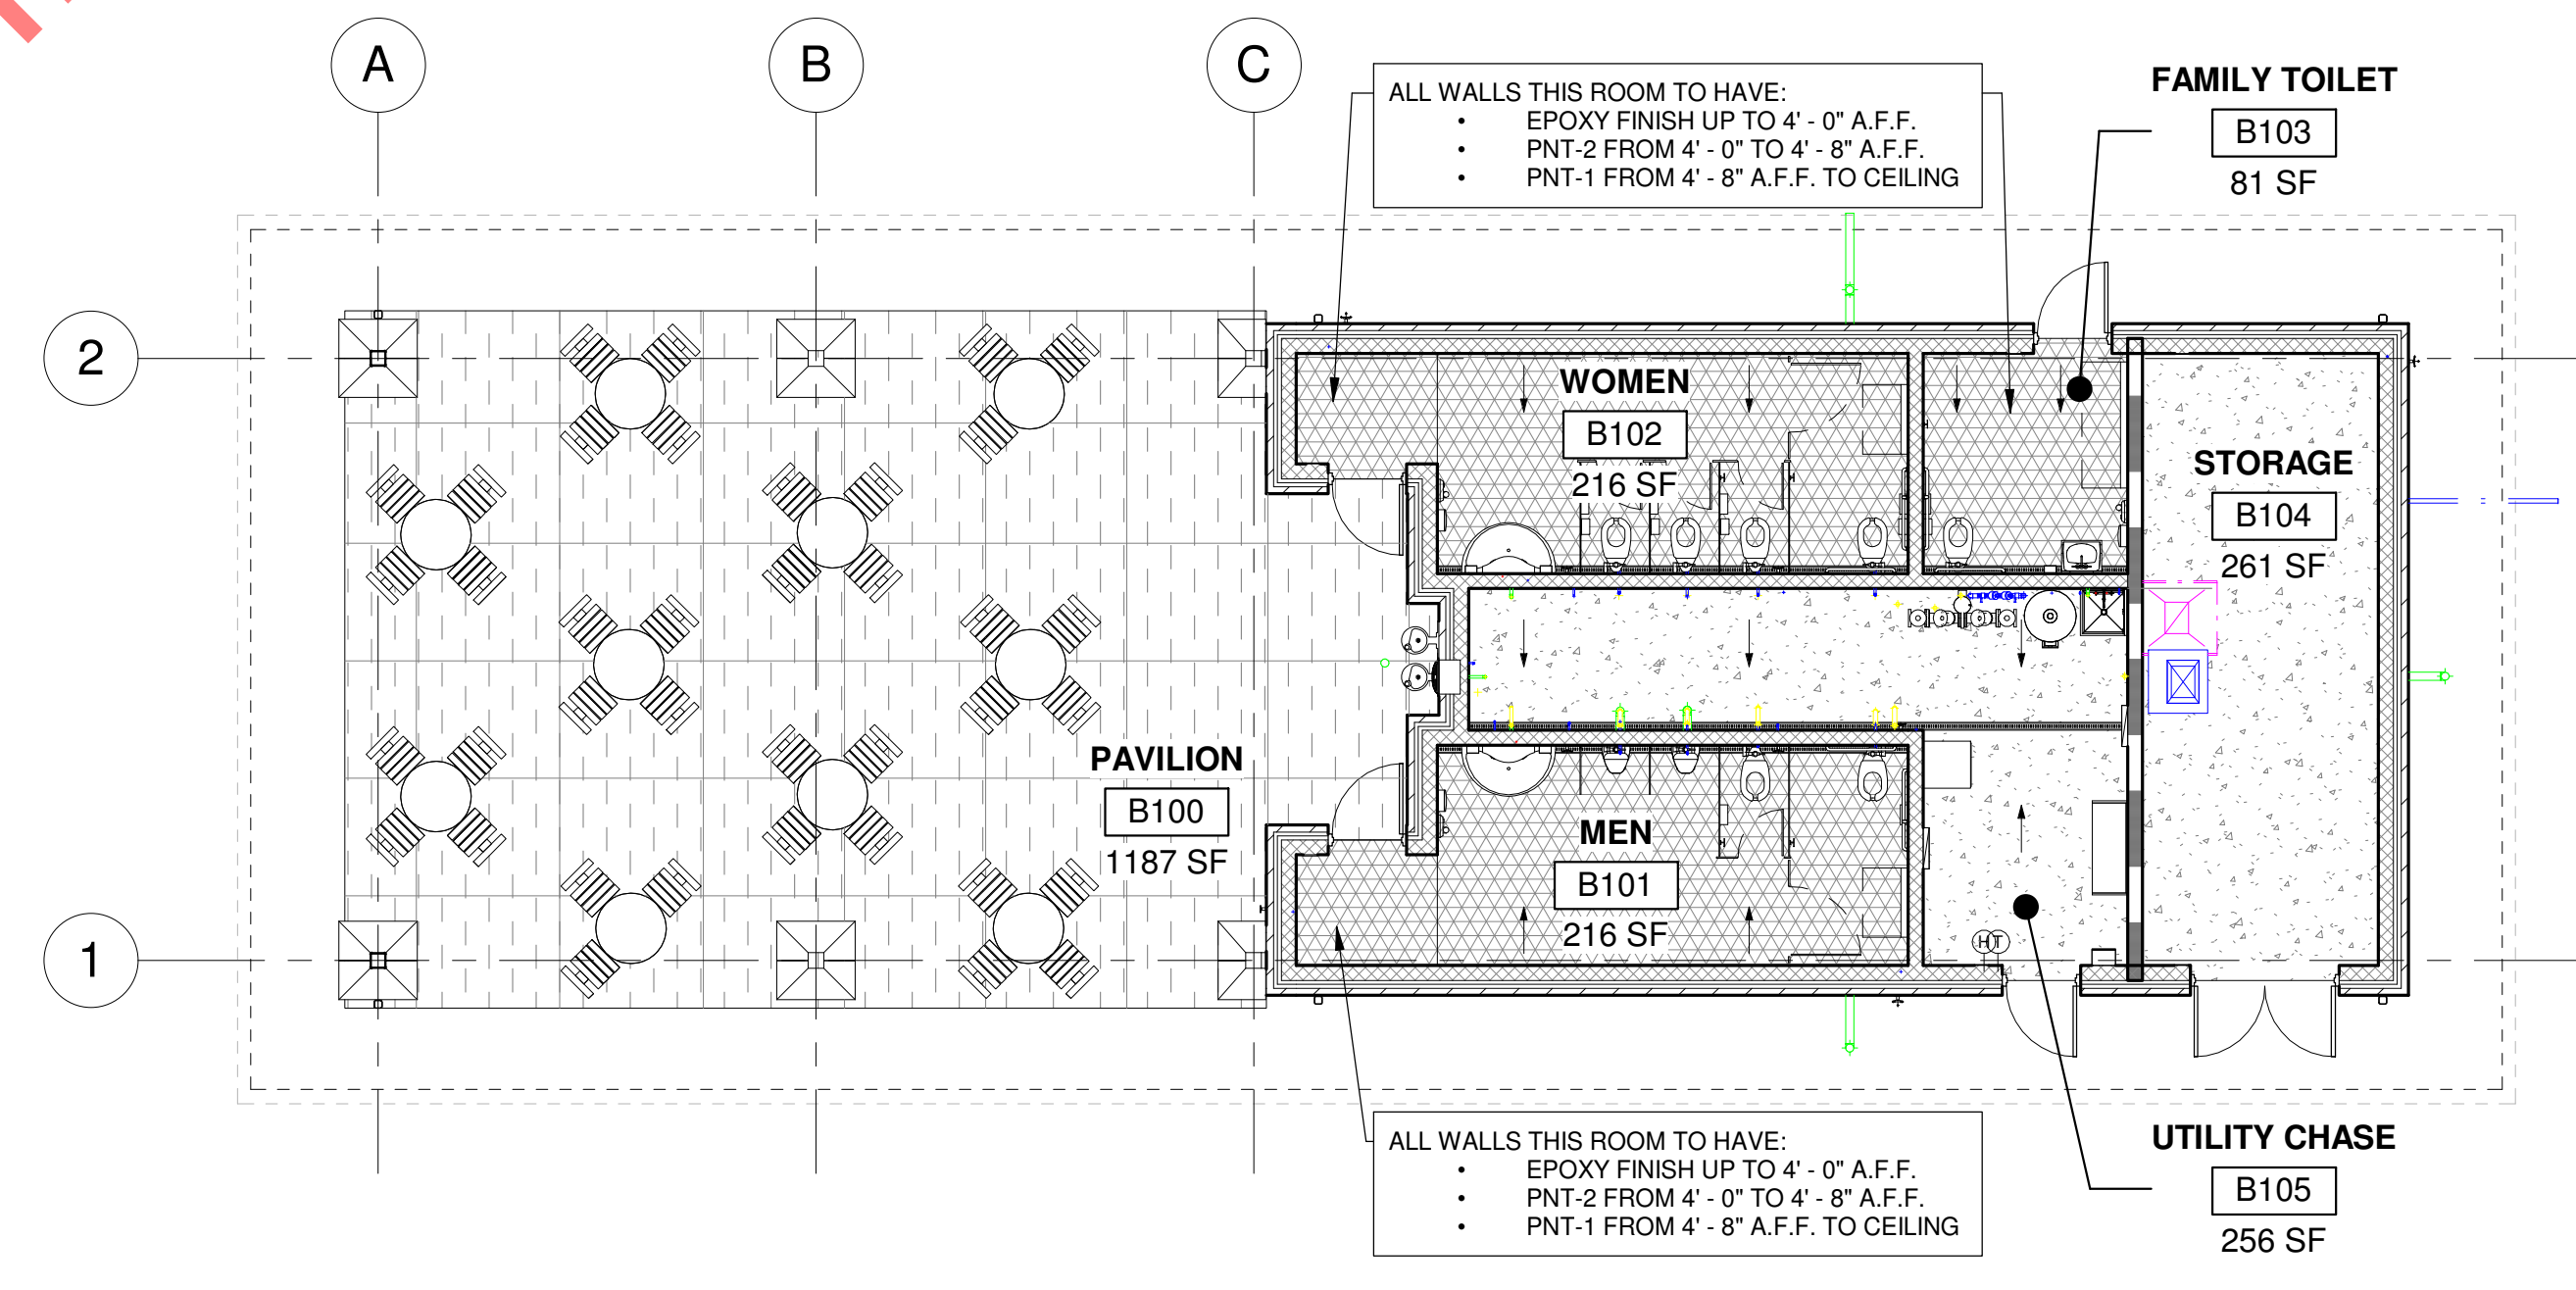 A
B
C
ALL WALLS THIS ROOM TO HAVE:
• EPOXY FINISH UP TO 4' - 0" A.F.F.
• PNT-2 FROM 4' - 0" TO 4' - 8" A.F.F.
• PNT-1 FROM 4' - 8" A.F.F. TO CEILING
FAMILY TOILET
B103
81 SF
2
WOMEN
B102
216 SF
STORAGE
B104
261 SF
PAVILION
B100
1187 SF
MEN
B101
216 SF
1
H
T
ALL WALLS THIS ROOM TO HAVE:
• EPOXY FINISH UP TO 4' - 0" A.F.F.
• PNT-2 FROM 4' - 0" TO 4' - 8" A.F.F.
• PNT-1 FROM 4' - 8" A.F.F. TO CEILING
UTILITY CHASE
B105
256 SF